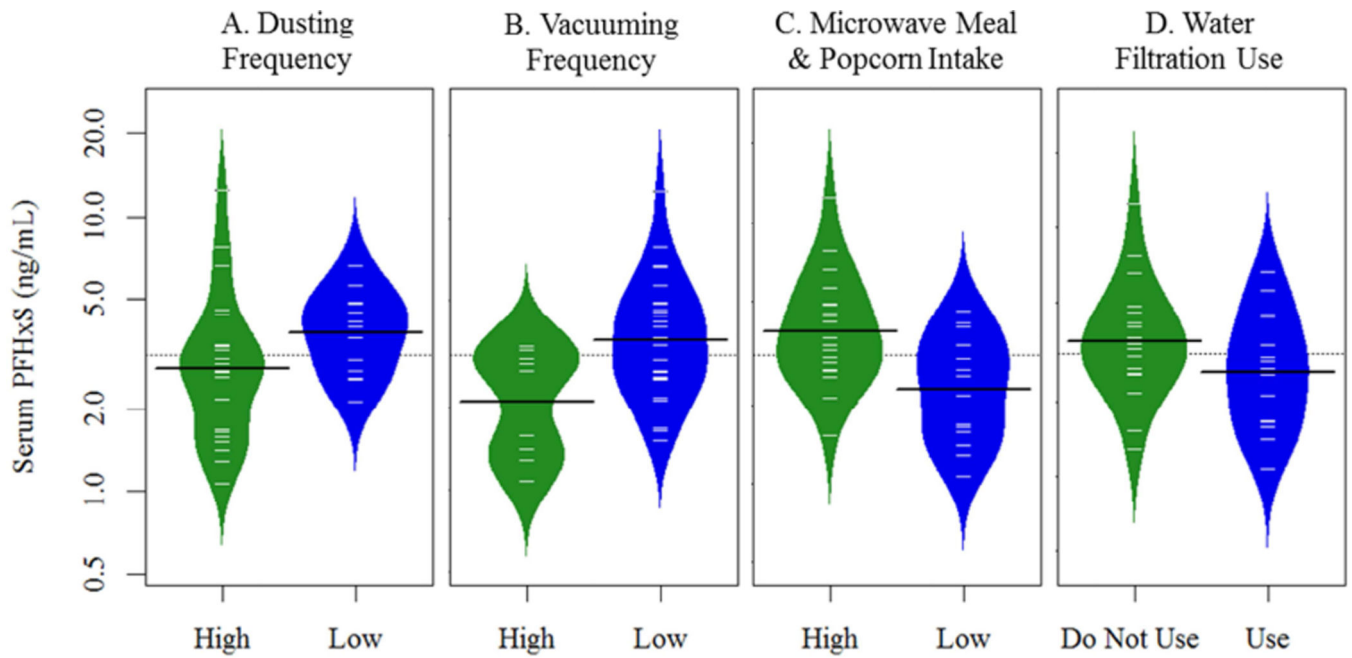 A. Dusting
Frequency
B. Vacuuming
Frequency
C. Microwave Meal
& Popcorn Intake
D. Water
Filtration Use
Serum PFHxS (ng/mL)
20.0
10.0
5.0
2.0
1.0
0.5
High
Low
High
Low
High
Low
Do Not Use
Use